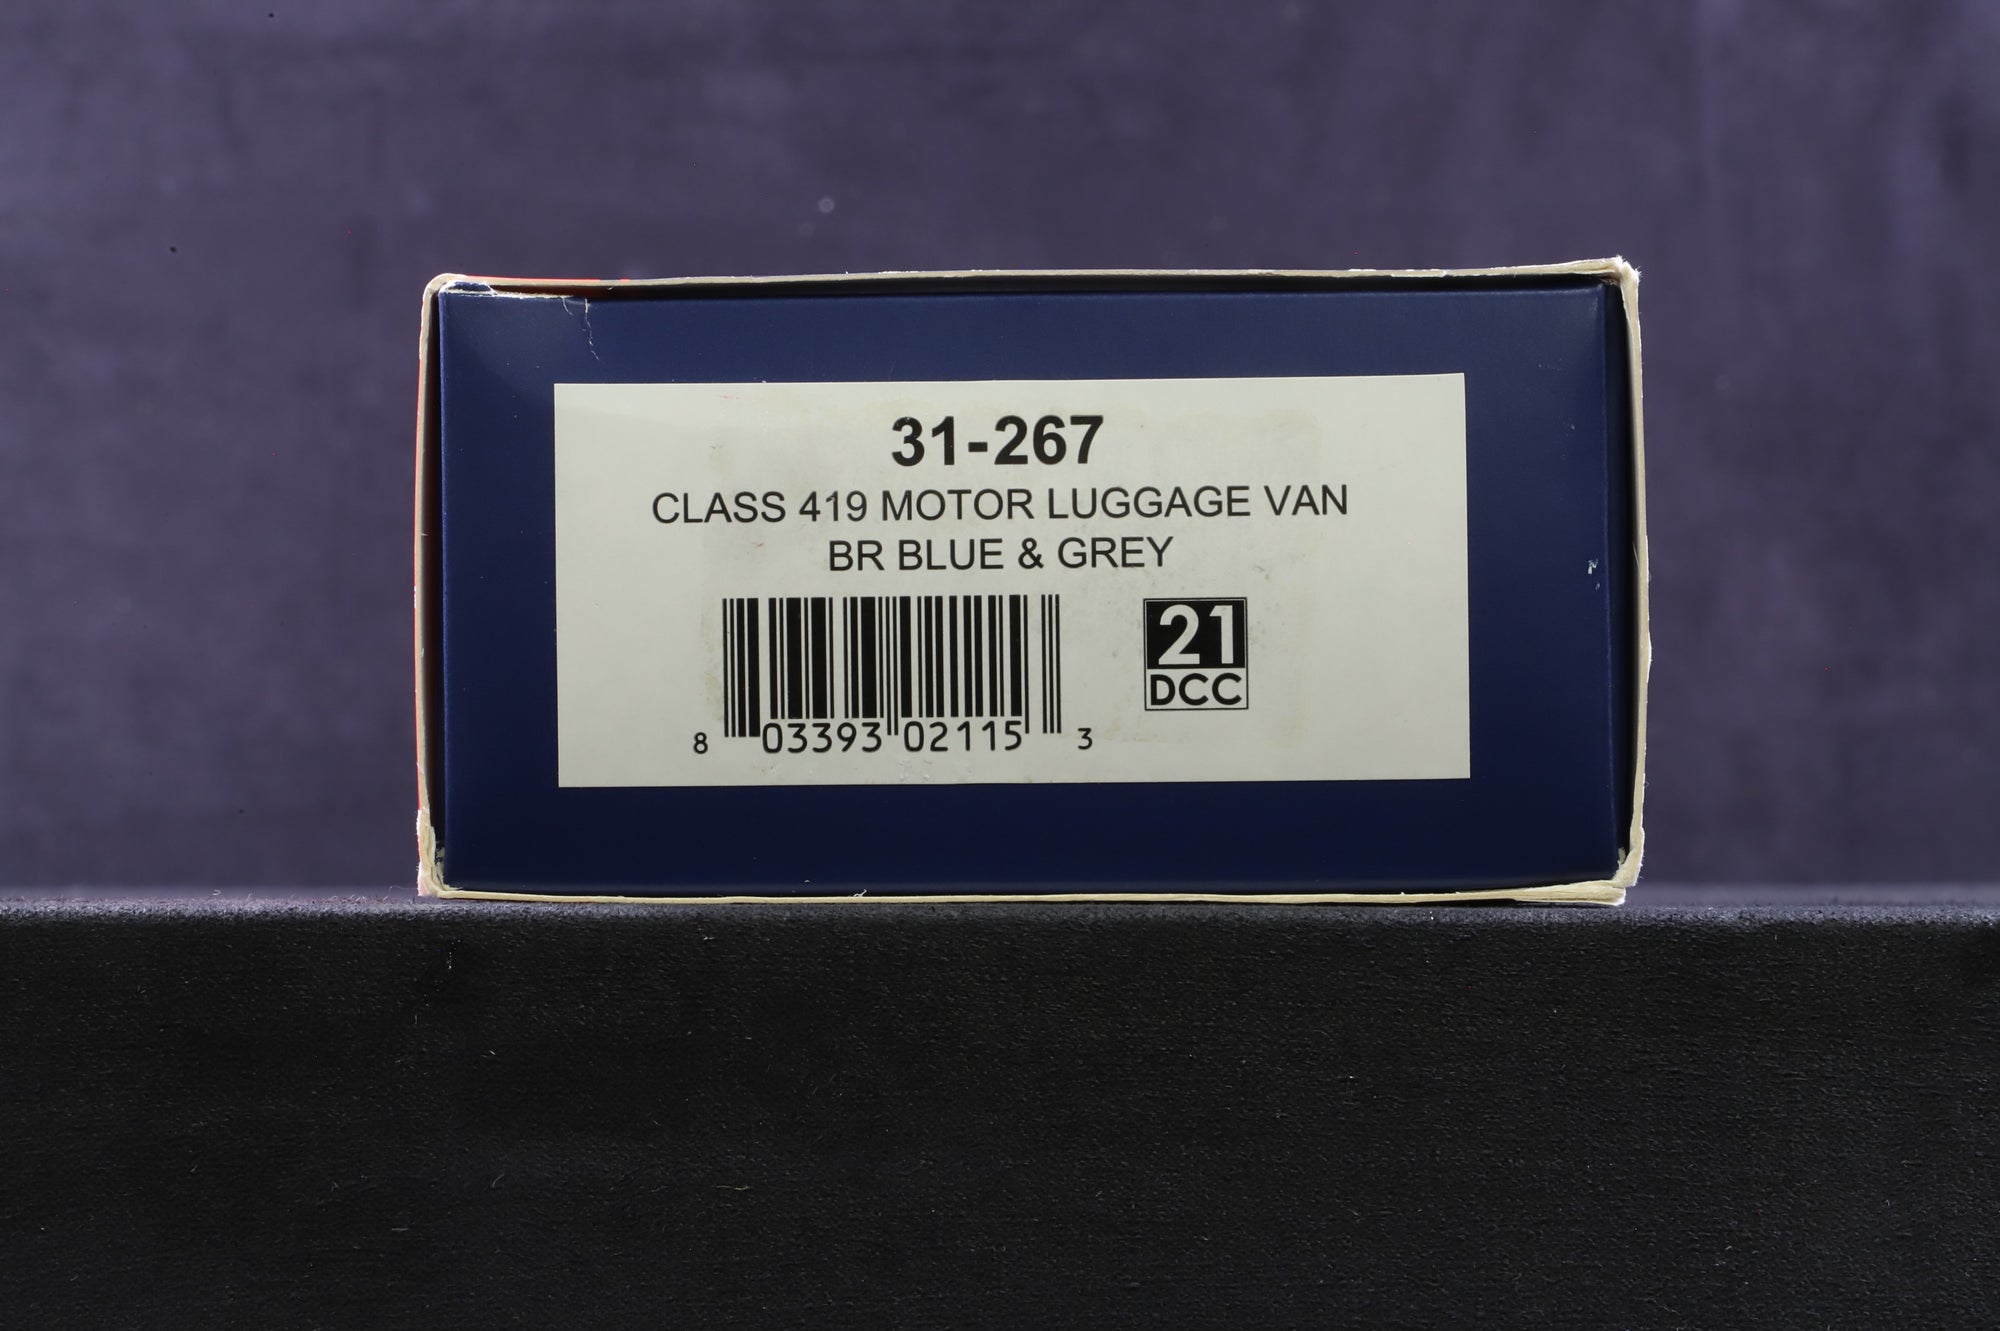 31-267
CLASS 419 MOTOR LUGGAGE VAN
BR BLUE & GREY
21
DCC
8 03393 02115 3